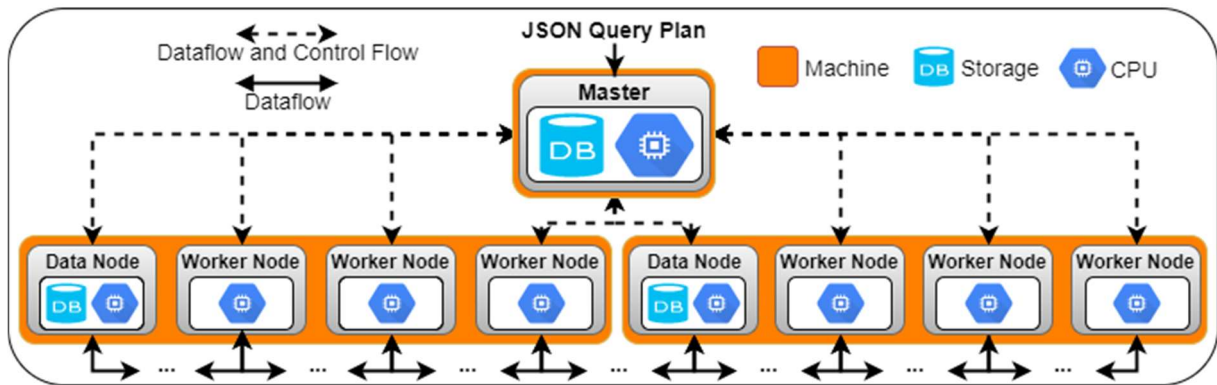 JSON Query Plan
Dataflow and Control Flow
Dataflow
Machine
DB Storage
CPU
Master
DB
Data Node
Worker Node
Worker Node
Worker Node
Data Node
Worker Node
Worker Node
Worker Node
DB
DB
... ... ... ... ... ... ...